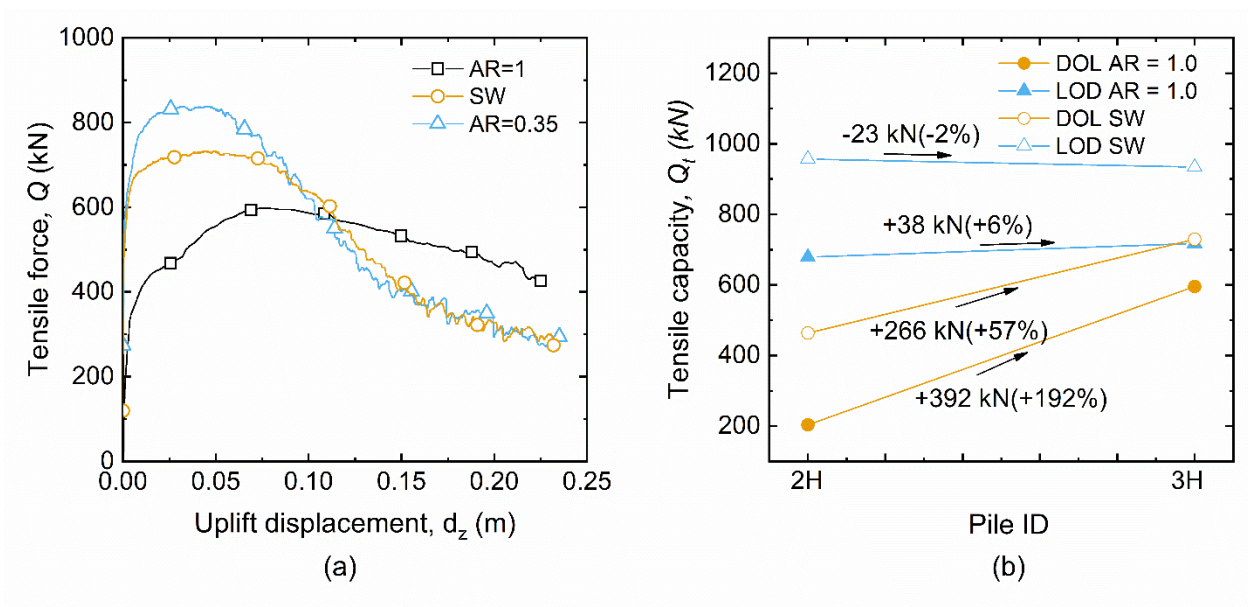 1000
800
600
400
200
0
0.00 0.05 0.10 0.15 0.20 0.25
Tensile force, Q (kN)
Uplift displacement, dz (m)
AR=1
SW
AR=0.35
(a)
1200
1000
800
600
400
200
2H 3H
Tensile capacity, Qt (kN)
Pile ID
DOL AR = 1.0
LOD AR = 1.0
DOL SW
LOD SW
-23 kN(-2%)
+38 kN(+6%)
+266 kN(+57%)
+392 kN(+192%)
(b)